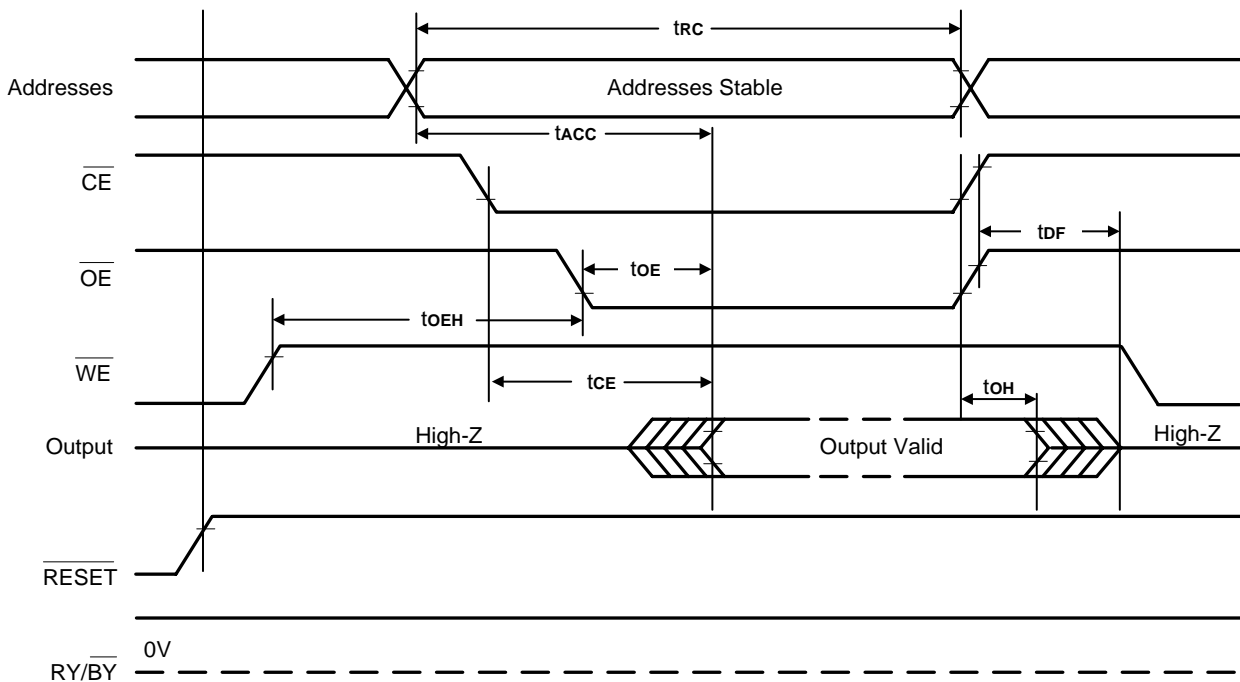 tRC
Addresses
Addresses Stable
tACC
CE
tDF
OE
tOE
tOEH
WE
tCE
tOH
Output
High-Z
Output Valid
High-Z
RESET
0V
RY/BY